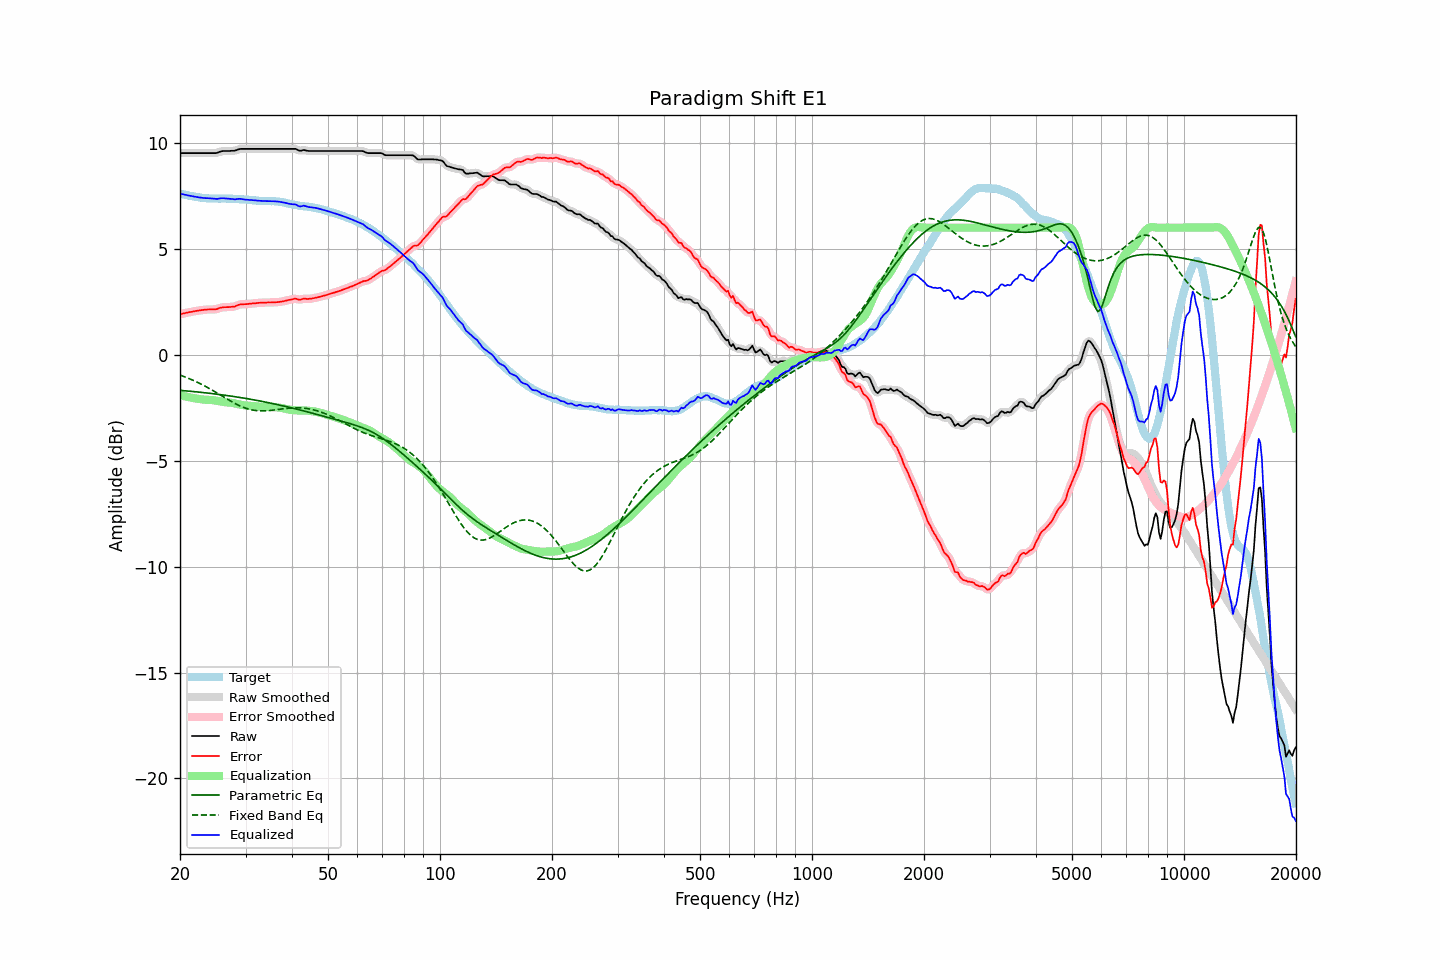 Paradigm Shift E1
Amplitude (dBr)
10
5
0
−5
−10
−15
−20
Target
Raw Smoothed
Error Smoothed
Raw
Error
Equalization
Parametric Eq
Fixed Band Eq
Equalized
20 50 100 200 500 1000 2000 5000 10000 20000
Frequency (Hz)